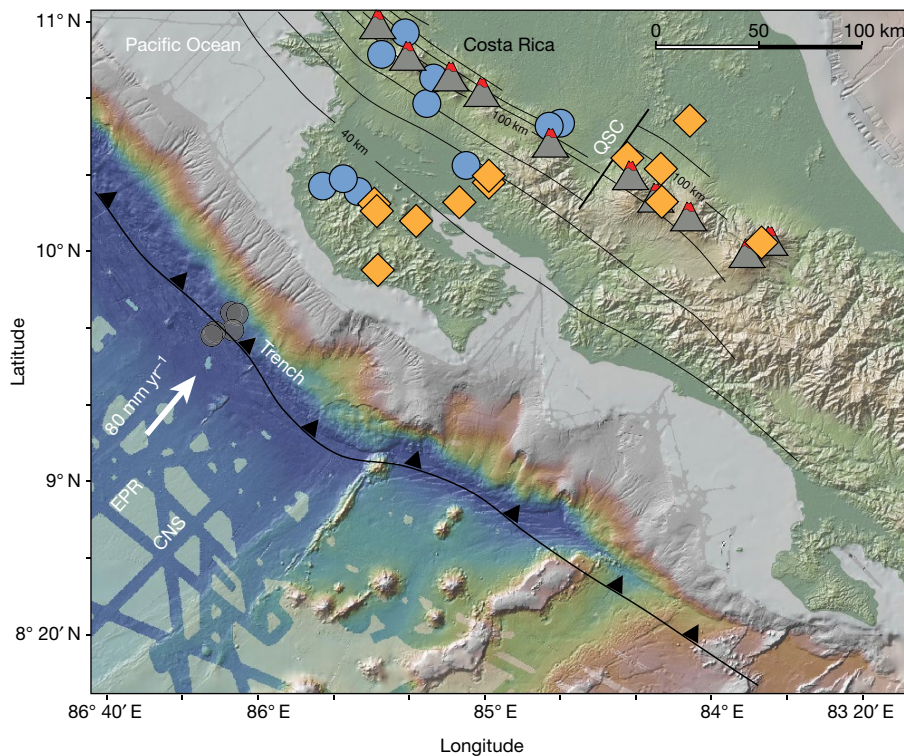 11° N
Pacific Ocean
Costa Rica
0 50 100 km
100 km
QSC
40 km
100 km
10° N
Latitude
Trench
80 mm yr⁻¹
9° N
EPR
CNS
8° 20′ N
86° 40′ E
86° E
85° E
84° E
83° 20′ E
Longitude